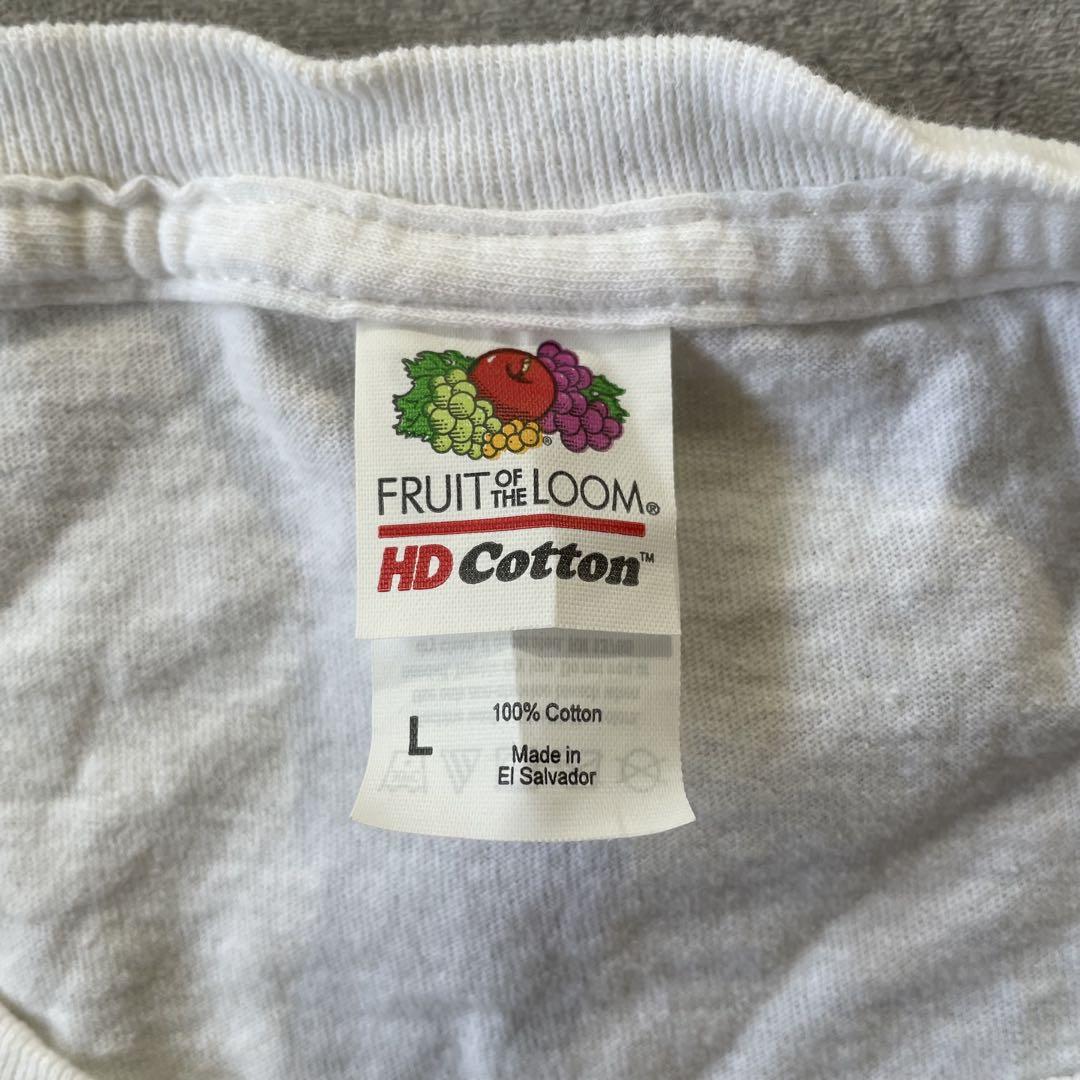 FRUIT OF THE LOOM®
HD Cotton™
L
100% Cotton
Made in
El Salvador